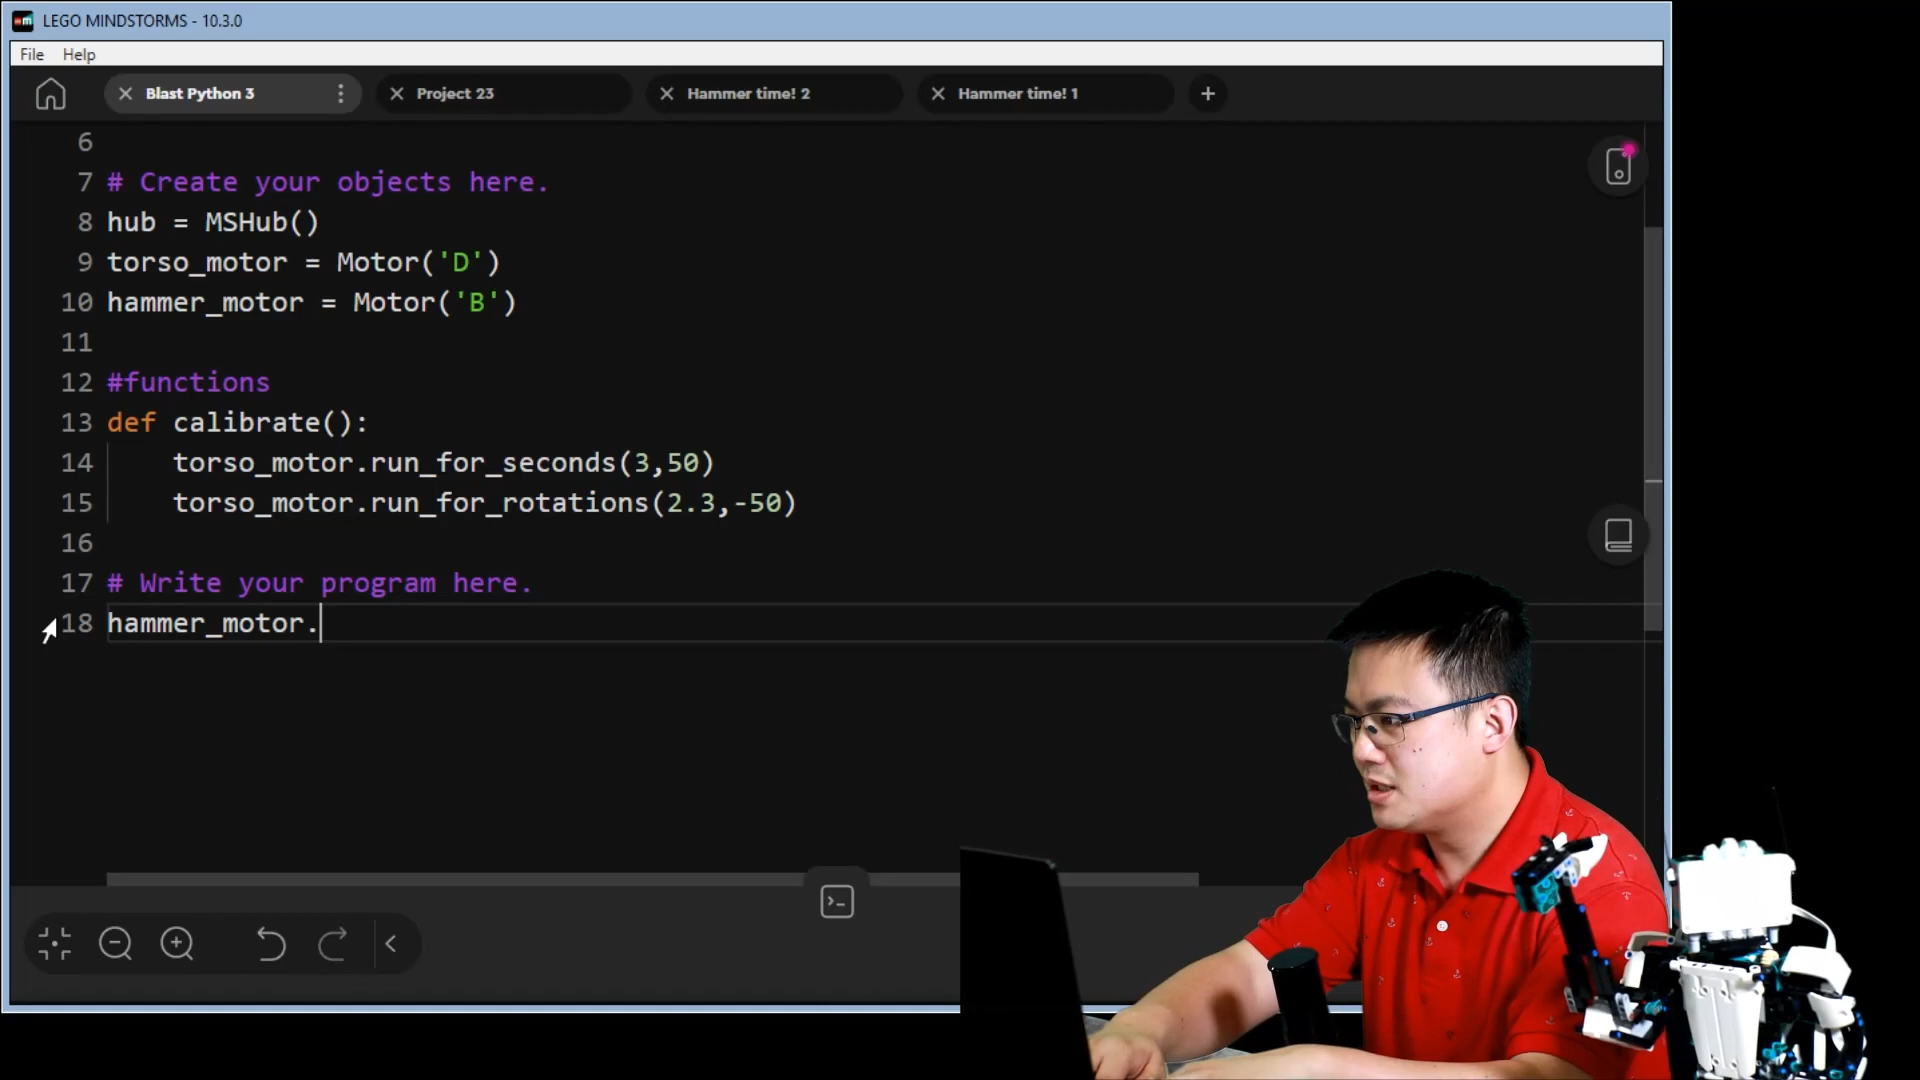 LEGO MINDSTORMS - 10.3.0
File Help
Blast Python 3 Project 23 Hammer time! 2 Hammer time! 1
6
7 # Create your objects here.
8 hub = MSHub()
9 torso_motor = Motor('D')
10 hammer_motor = Motor('B')
11
12 #functions
13 def calibrate():
14 torso_motor.run_for_seconds(3,50)
15 torso_motor.run_for_rotations(2.3,-50)
16
17 # Write your program here.
18 hammer_motor.